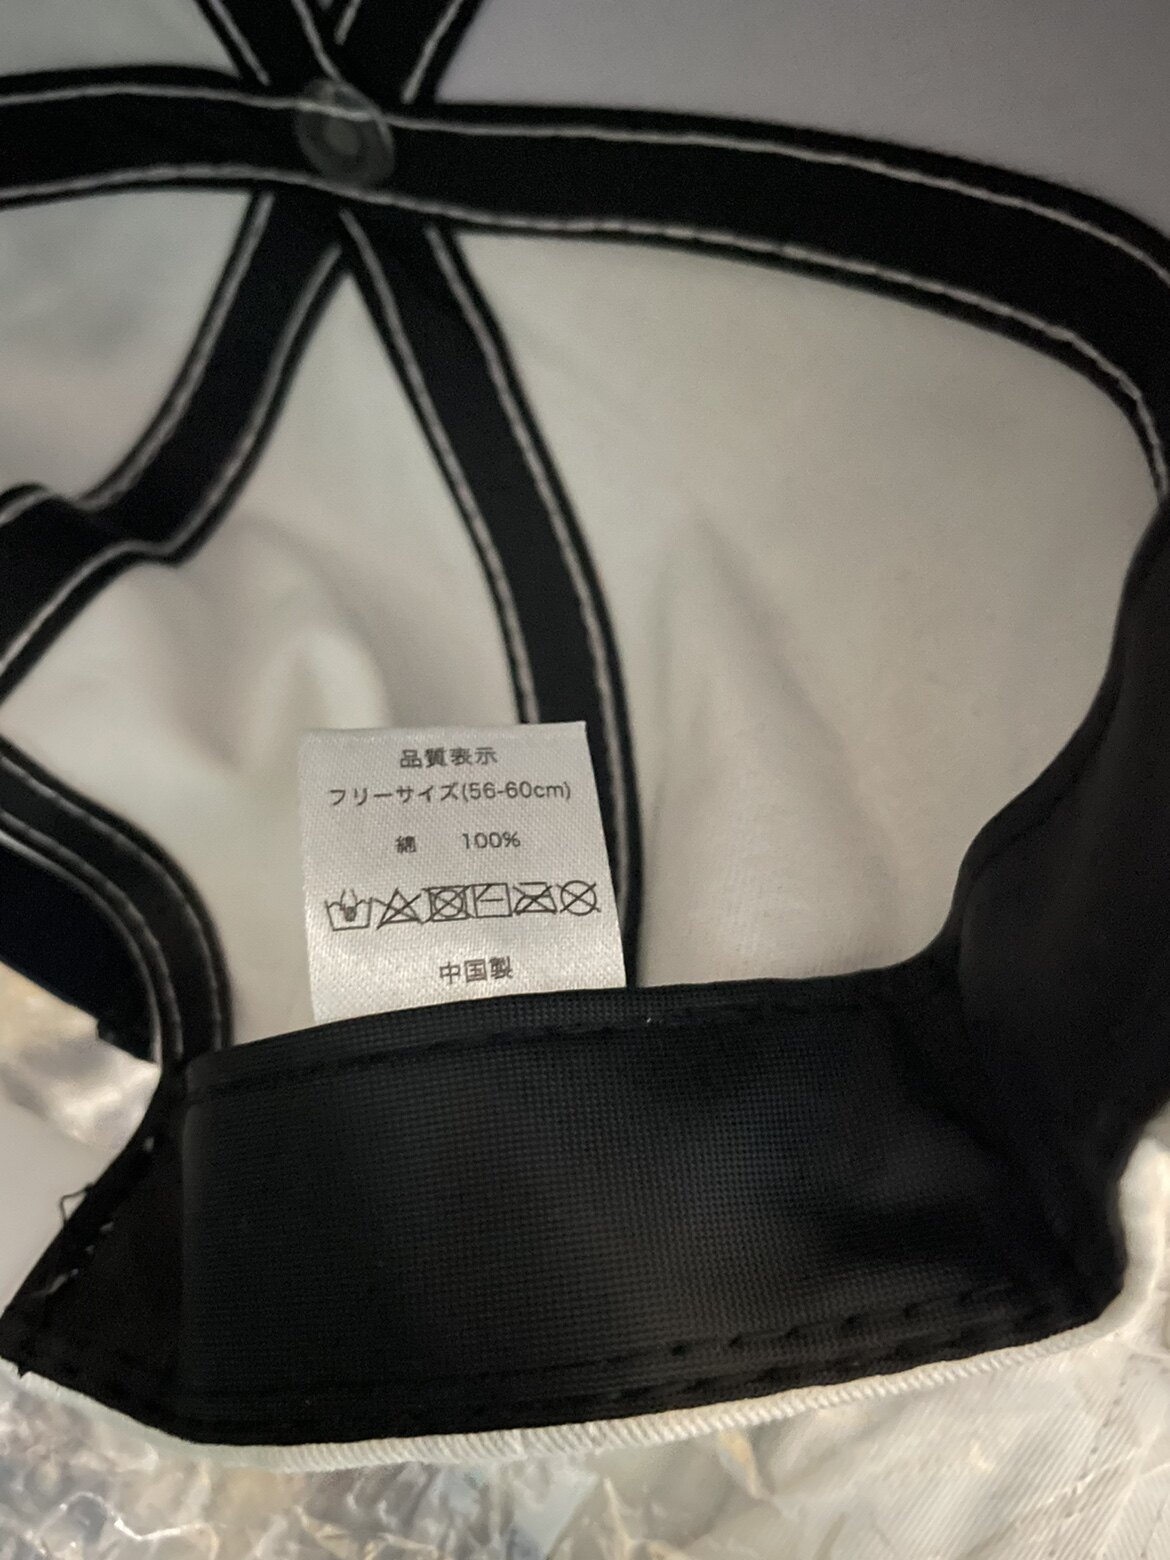 品質表示
フリーサイズ(56-60cm)
綿 100%
中国製